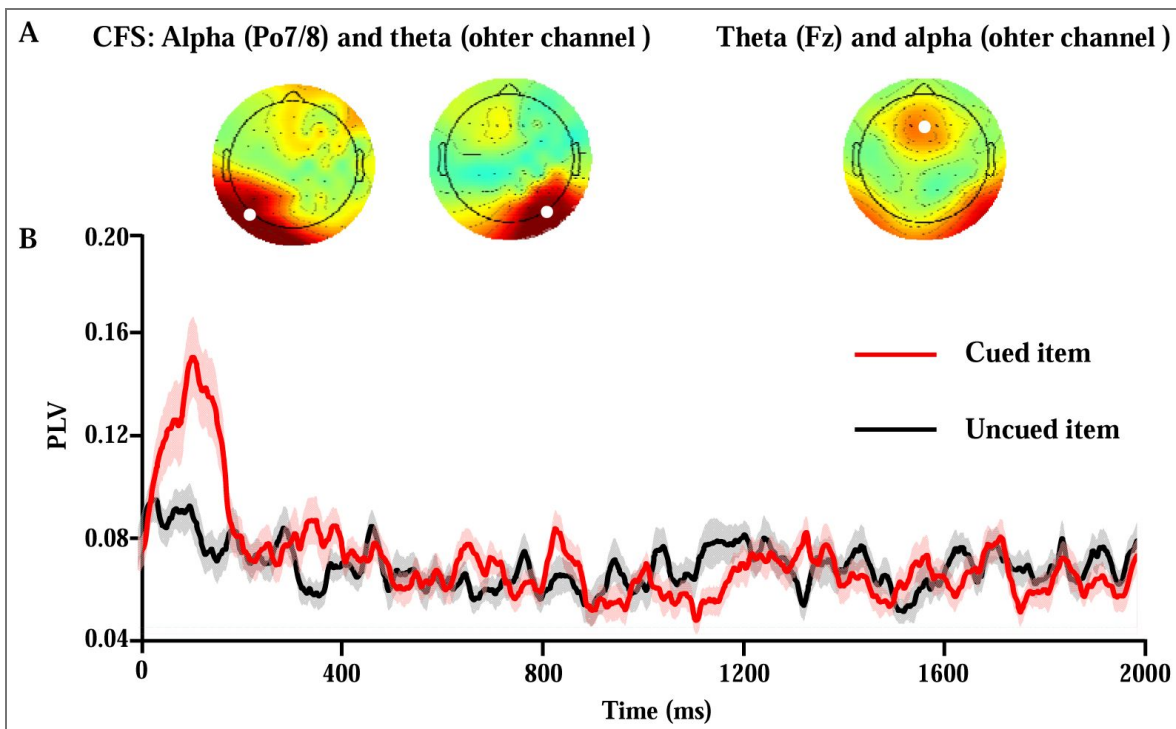 A
CFS: Alpha (Po7/8) and theta (ohter channel )
Theta (Fz) and alpha (ohter channel )
B
0.20
0.16
0.12
0.08
0.04
PLV
Cued item
Uncued item
0
400
800
1200
1600
2000
Time (ms)